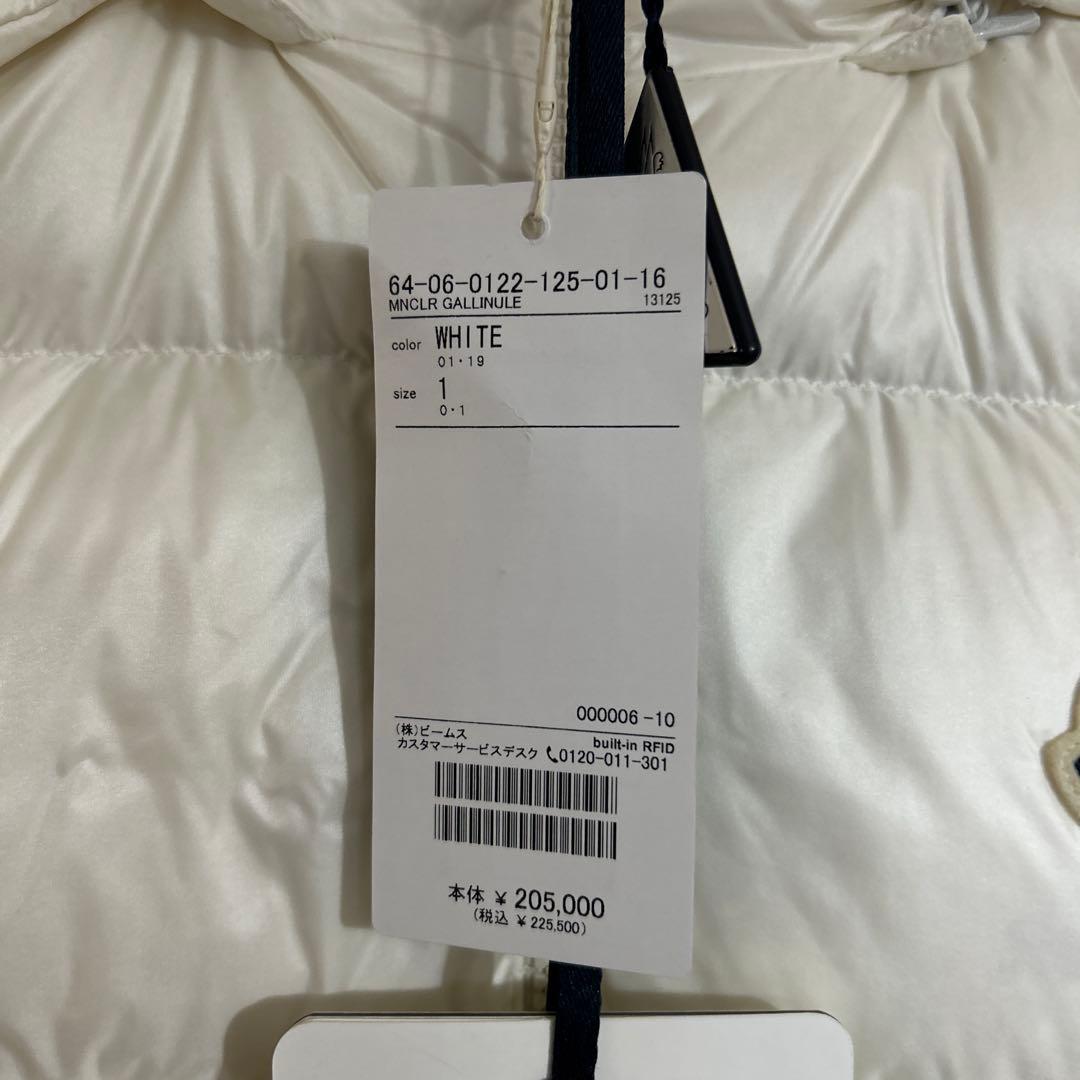 64-06-0122-125-01-16
MNCLR GALLINULE 13125
color WHITE
01・19
size 1
0・1
000006-10
(株)ビームス built-in RFID
カスタマーサービスデスク 0120-011-301
本体 ¥ 205,000
(税込 ¥ 225,500)